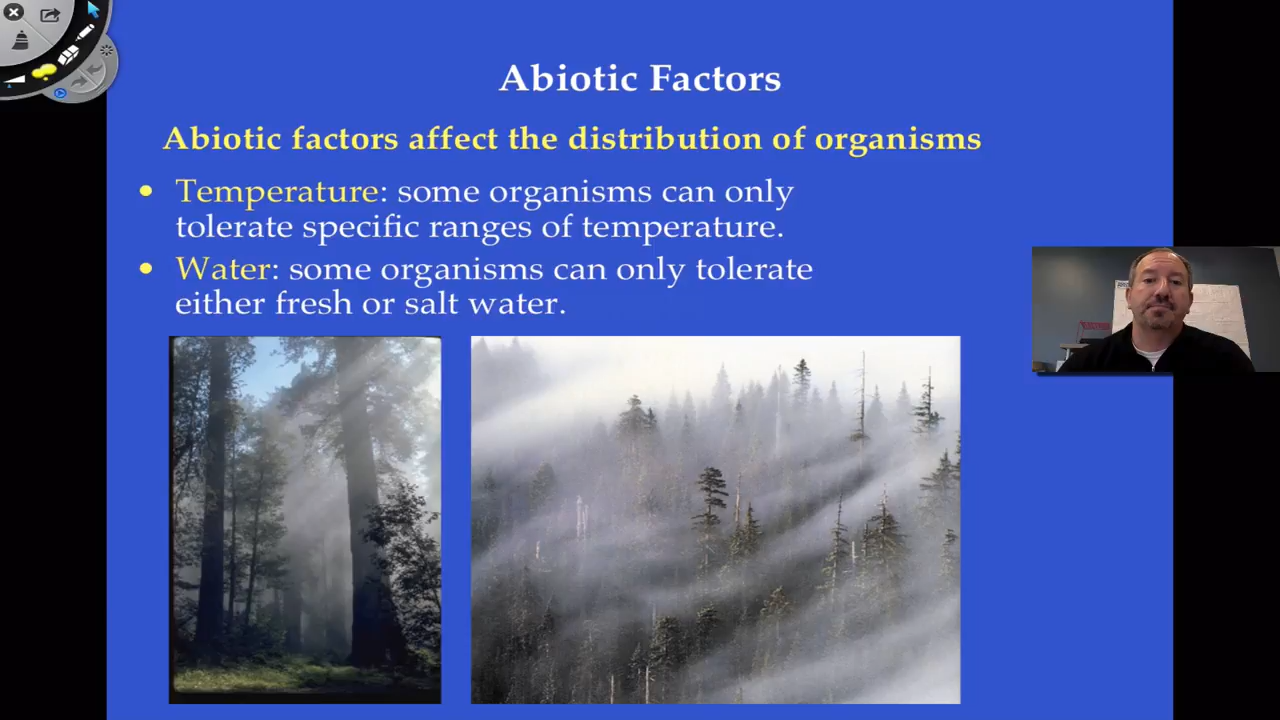 Abiotic Factors
Abiotic factors affect the distribution of organisms
• Temperature: some organisms can only
tolerate specific ranges of temperature.
• Water: some organisms can only tolerate
either fresh or salt water.